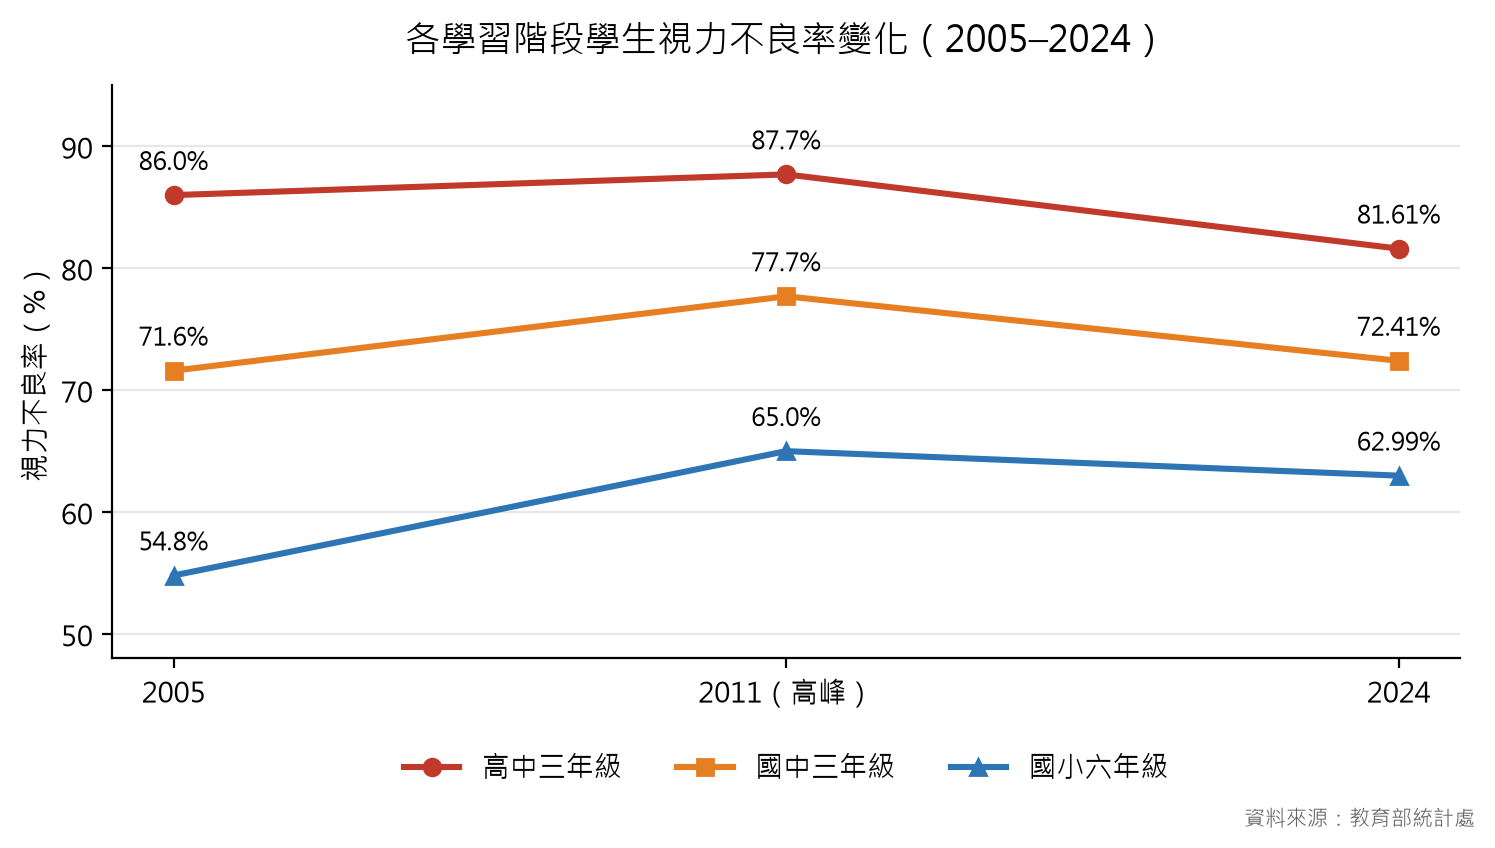 各學習階段學生視力不良率變化（2005–2024）
視力不良率（%）
90
80
70
60
50
86.0%
87.7%
81.61%
71.6%
77.7%
72.41%
54.8%
65.0%
62.99%
2005
2011（高峰）
2024
高中三年級
國中三年級
國小六年級
資料來源：教育部統計處